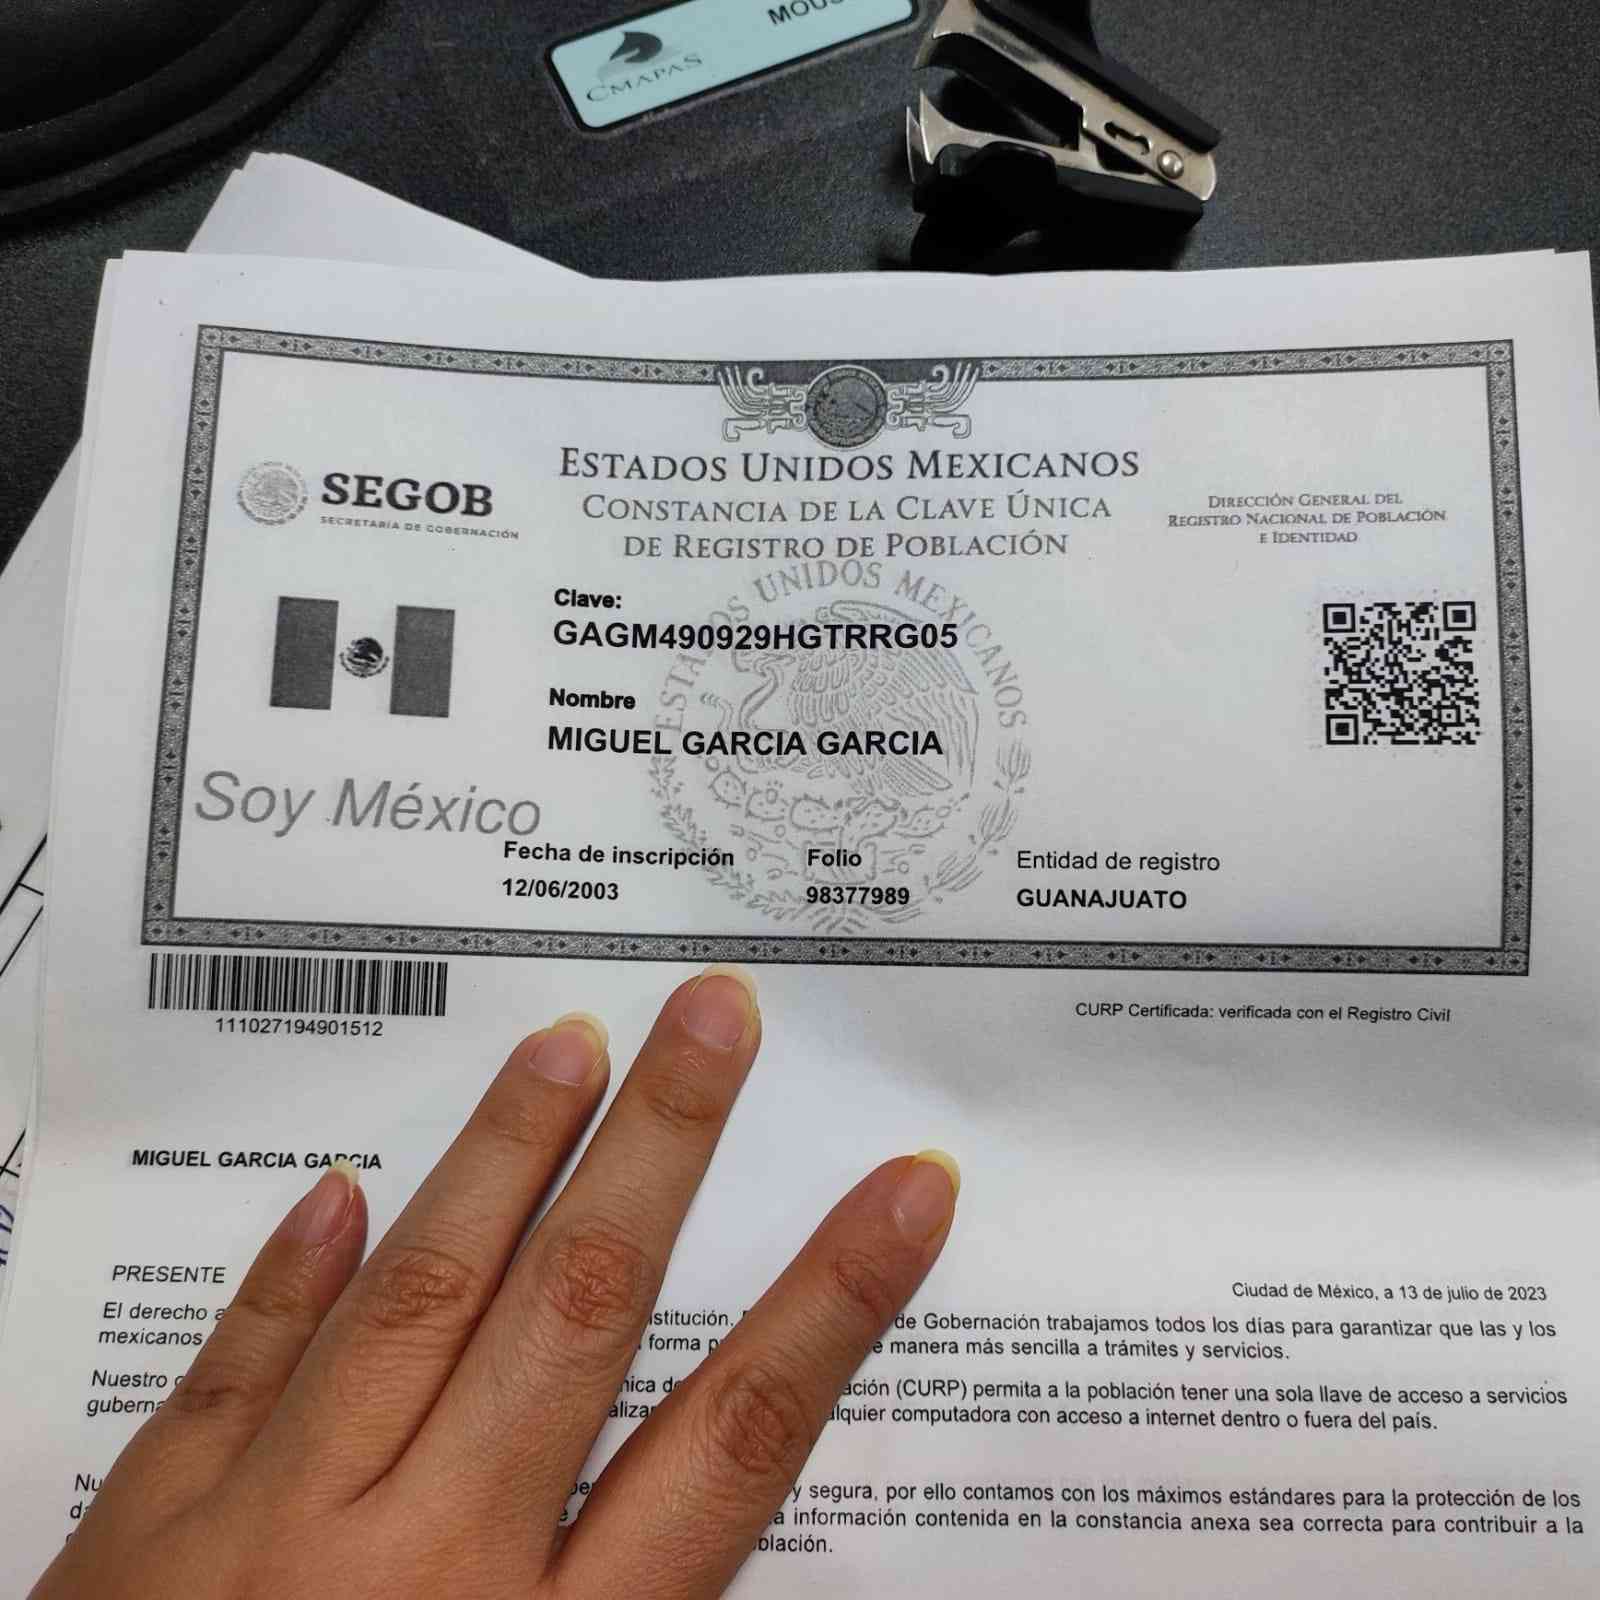 MOUS
CMAPAS
ESTADOS UNIDOS MEXICANOS
CONSTANCIA DE LA CLAVE ÚNICA
DE REGISTRO DE POBLACIÓN
SEGOB
SECRETARÍA DE GOBERNACIÓN
DIRECCIÓN GENERAL DEL
REGISTRO NACIONAL DE POBLACIÓN
E IDENTIDAD
ESTADOS UNIDOS MEXICANOS
Clave:
GAGM490929HGTRRG05
Nombre
MIGUEL GARCIA GARCIA
Soy México
Fecha de inscripción Folio Entidad de registro
12/06/2003 98377989 GUANAJUATO
111027194901512
CURP Certificada: verificada con el Registro Civil
MIGUEL GARCIA GARCIA
PRESENTE
Ciudad de México, a 13 de julio de 2023
El derecho a stitución. de Gobernación trabajamos todos los días para garantizar que las y los
mexicanos forma p e manera más sencilla a trámites y servicios.
Nuestro nica de ación (CURP) permita a la población tener una sola llave de acceso a servicios
guberna aliza lquier computadora con acceso a internet dentro o fuera del país.
Nu y segura, por ello contamos con los máximos estándares para la protección de los
a información contenida en la constancia anexa sea correcta para contribuir a la
blación.